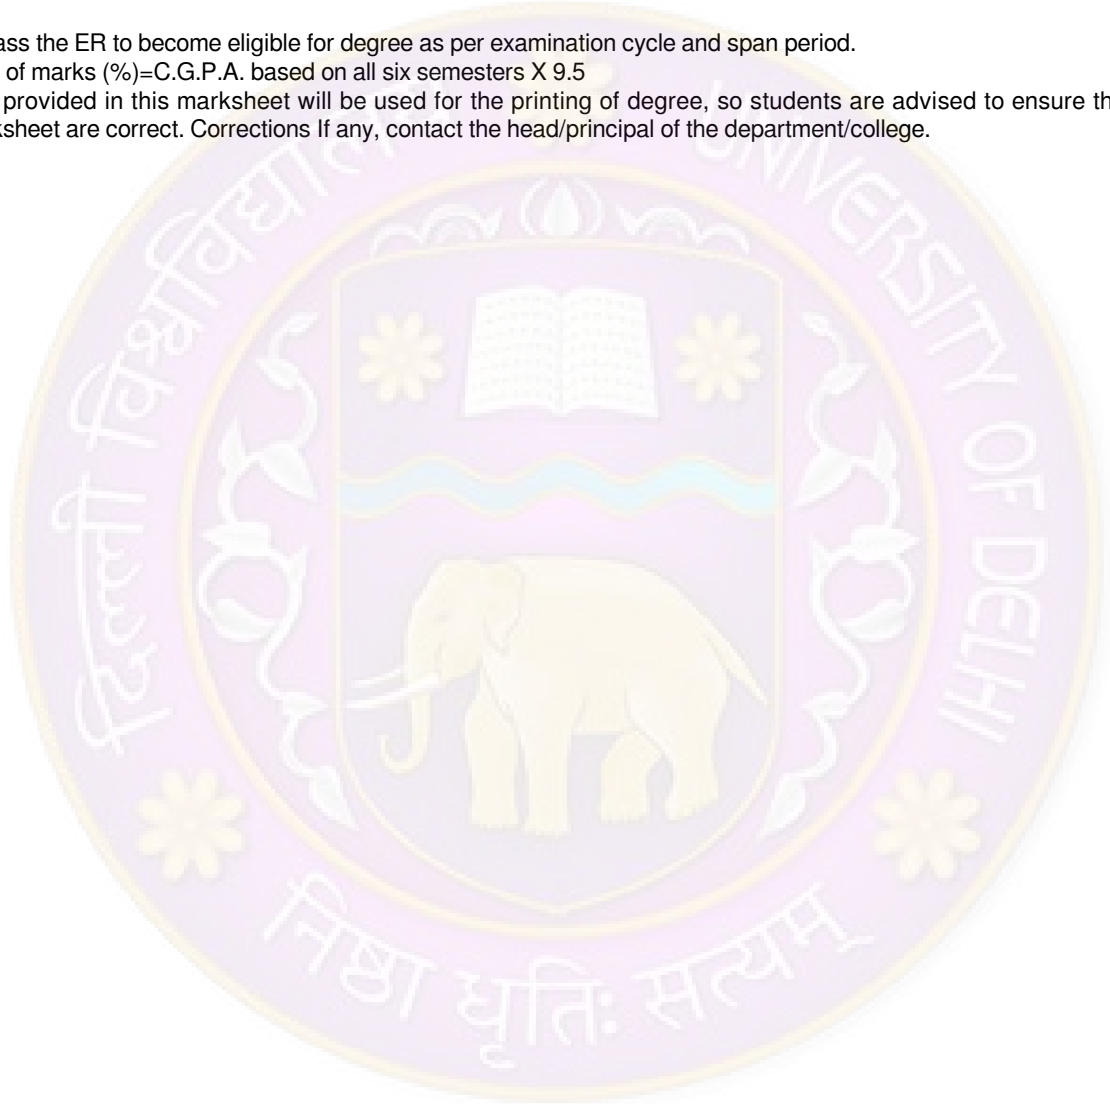 ass the ER to become eligible for degree as per examination cycle and span period.
of marks (%)=C.G.P.A. based on all six semesters X 9.5
provided in this marksheet will be used for the printing of degree, so students are advised to ensure th
ksheet are correct. Corrections If any, contact the head/principal of the department/college.
दिल्ली विश्वविद्यालय
UNIVERSITY OF DELHI
निष्ठा धृतिः सत्यम्